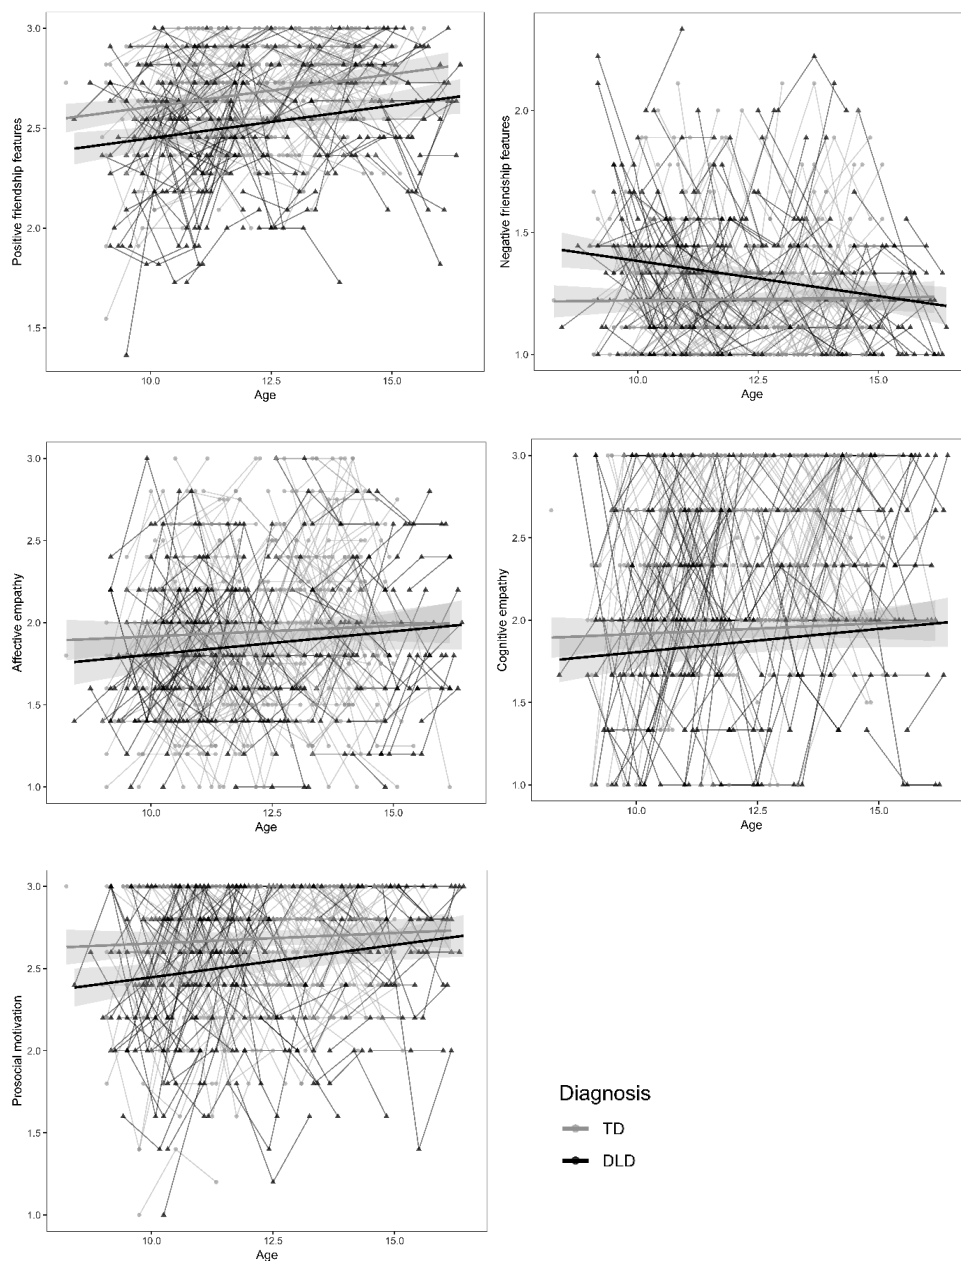 3.0
2.5
2.0
1.5
Positive friendship features
10.0 12.5 15.0
Age
2.0
1.5
1.0
Negative friendship features
10.0 12.5 15.0
Age
3.0
2.5
2.0
1.5
1.0
Affective empathy
10.0 12.5 15.0
Age
3.0
2.5
2.0
1.5
1.0
Cognitive empathy
10.0 12.5 15.0
Age
3.0
2.5
2.0
1.5
1.0
Prosocial motivation
10.0 12.5 15.0
Age
Diagnosis
TD
DLD